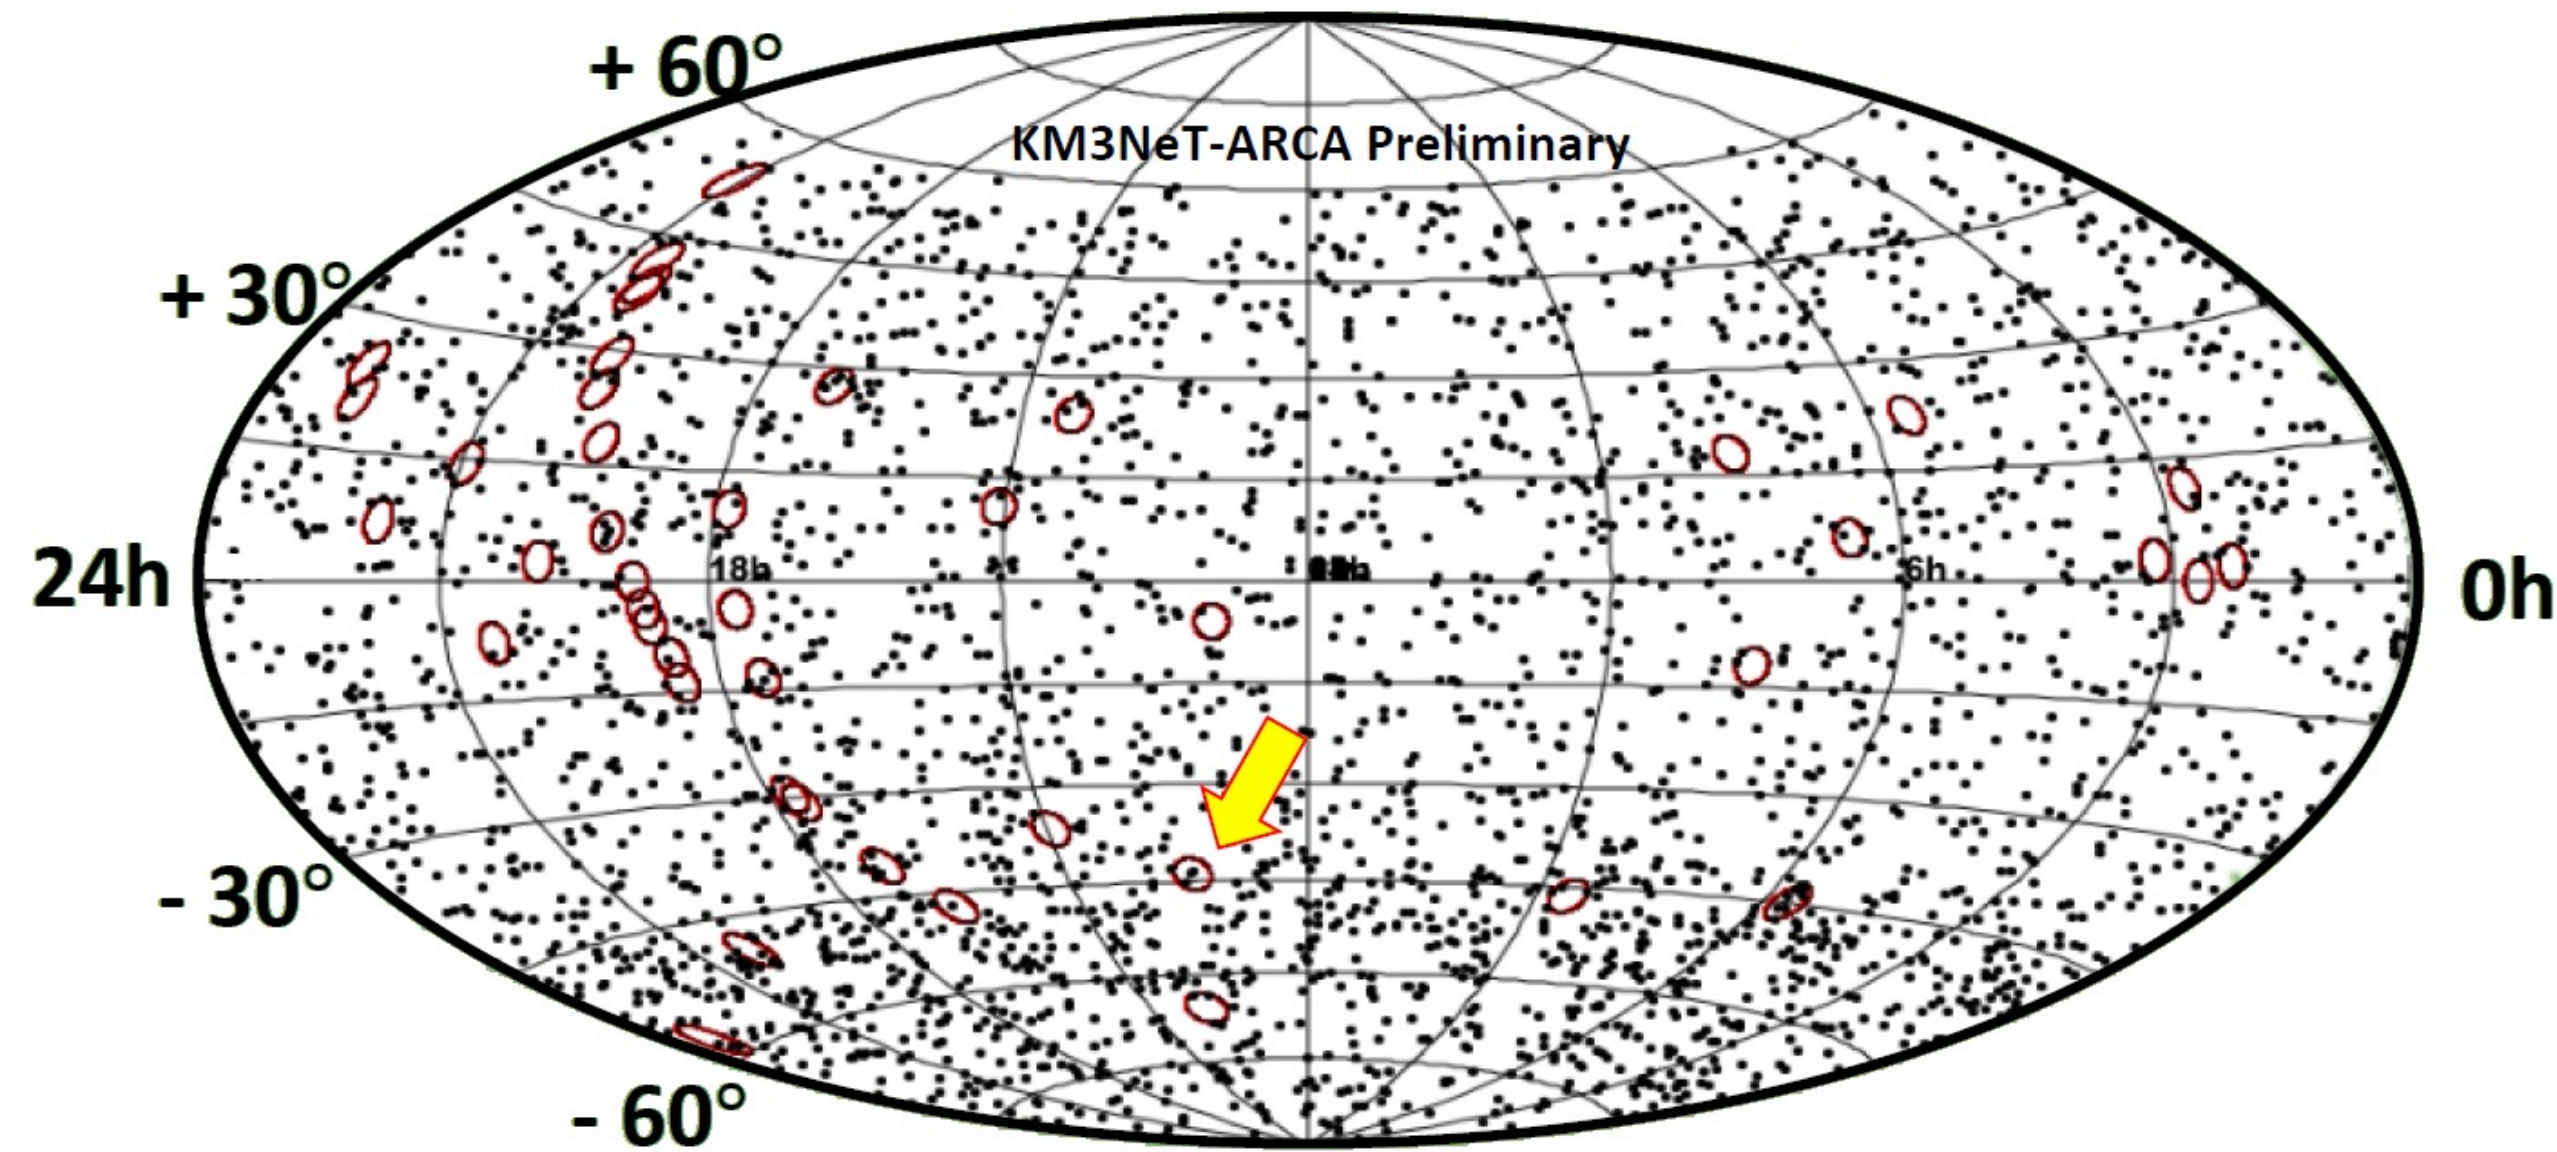 + 60°
KM3NeT-ARCA Preliminary
+ 30°
24h
18h
6h
0h
- 30°
- 60°